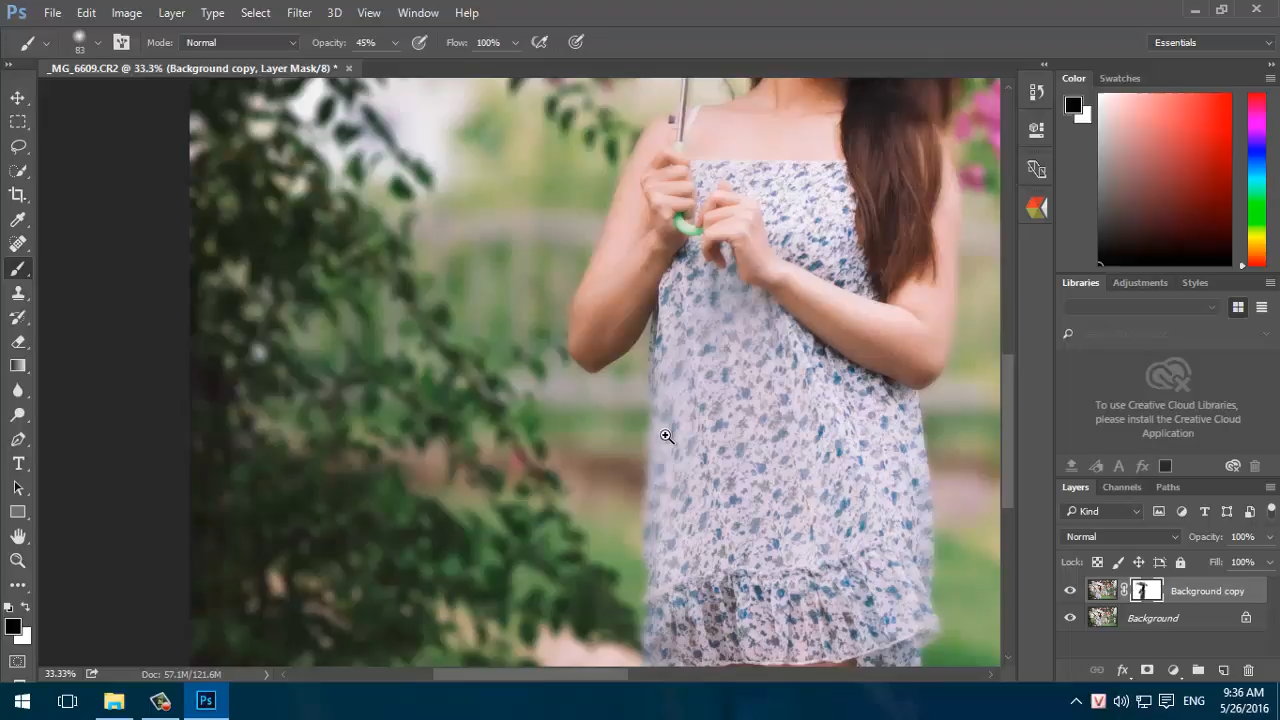 Ps File Edit Image Layer Type Select Filter 3D View Window Help
83 Mode: Normal Opacity: 45% Flow: 100% Essentials
_MG_6609.CR2 @ 33.3% (Background copy, Layer Mask/8) * ×
Color Swatches
Libraries Adjustments Styles
To use Creative Cloud Libraries,
please install the Creative Cloud
Application
Layers Channels Paths
Kind
Normal Opacity: 100%
Lock: Fill: 100%
Background copy
Background
33.33% Doc: 57.1M/121.6M
Ps V ENG 9:36 AM
5/26/2016